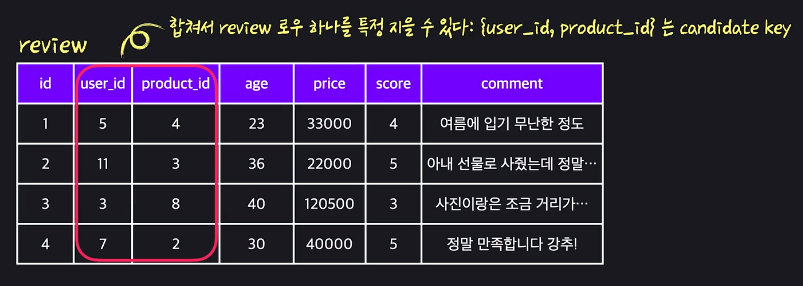 합쳐서 review 로우 하나를 특정 지을 수 있다: {user_id, product_id} 는 candidate key
review
id user_id product_id age price score comment
1 5 4 23 33000 4 여름에 입기 무난한 정도
2 11 3 36 22000 5 아내 선물로 사줬는데 정말…
3 3 8 40 120500 3 사진이랑은 조금 거리가…
4 7 2 30 40000 5 정말 만족합니다 강추!